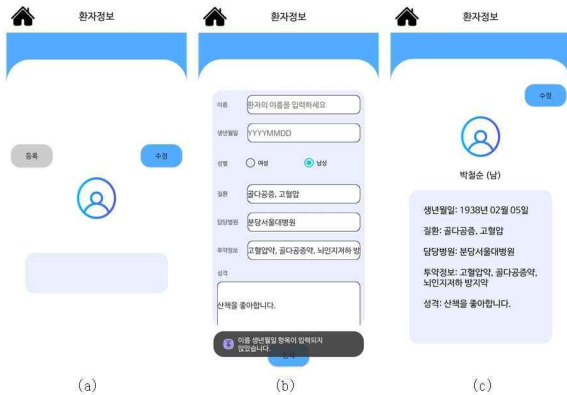 환자정보
등록
수정
(a)
환자정보
이름
환자의 이름을 입력하세요
생년월일
YYYYMMDD
성별
여성
남성
질환
골다공증, 고혈압
담당병원
분당서울대병원
투약정보
고혈압약, 골다공증약, 뇌인지저하 방
성격
산책을 좋아합니다.
이름 생년월일 항목이 입력되지
않았습니다.
(b)
환자정보
수정
박철순 (남)
생년월일: 1938년 02월 05일
질환: 골다공증, 고혈압
담당병원: 분당서울대병원
투약정보: 고혈압약, 골다공증약,
뇌인지저하 방지약
성격: 산책을 좋아합니다.
(c)